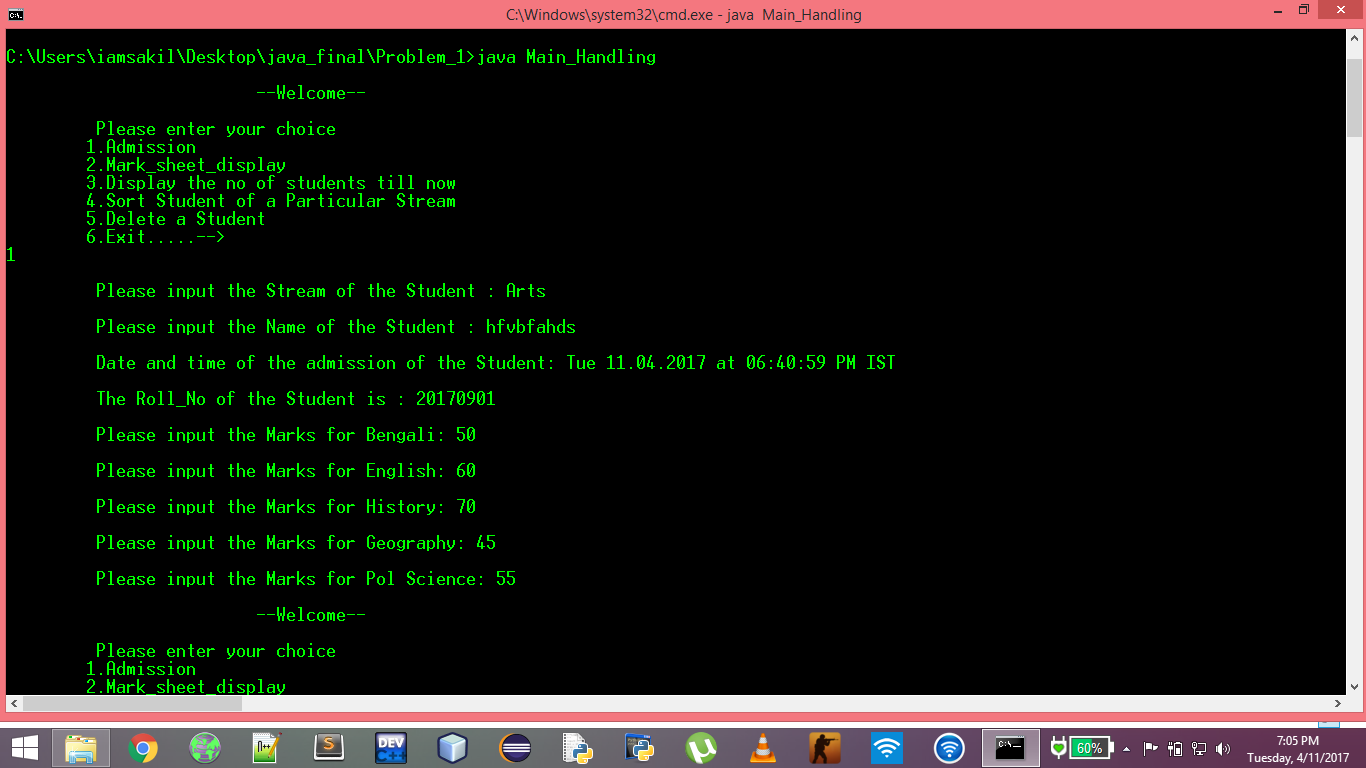 C:\Windows\system32\cmd.exe - java  Main_Handling
C:\Users\iamsakil\Desktop\java_final\Problem_1>java Main_Handling
--Welcome--
Please enter your choice
1.Admission
2.Mark_sheet_display
3.Display the no of students till now
4.Sort Student of a Particular Stream
5.Delete a Student
6.Exit.....-->
1
Please input the Stream of the Student : Arts
Please input the Name of the Student : hfvbfahds
Date and time of the admission of the Student: Tue 11.04.2017 at 06:40:59 PM IST
The Roll_No of the Student is : 20170901
Please input the Marks for Bengali: 50
Please input the Marks for English: 60
Please input the Marks for History: 70
Please input the Marks for Geography: 45
Please input the Marks for Pol Science: 55
--Welcome--
Please enter your choice
1.Admission
2.Mark_sheet_display
DEV
C++
60%
7:05 PM
Tuesday, 4/11/2017